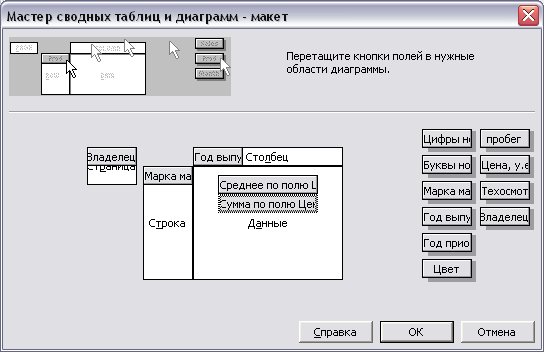 Мастер сводных таблиц и диаграмм - макет
Перетащите кнопки полей в нужные
области диаграммы.
Владелец
Страница
Год выпу
Столбец
Марка ма
Строка
Среднее по полю Ц
Сумма по полю Цен
Данные
Цифры но
пробег
Буквы но
Цена, у.е
Марка ма
Техосмот
Год выпу
Владелец
Год прио
Цвет
Справка
ОК
Отмена